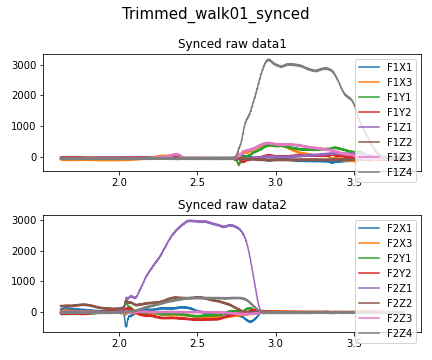 Trimmed_walk01_synced
Synced raw data1
3000
2000
1000
0
2.0 2.5 3.0 3.5
F1X1
F1X3
F1Y1
F1Y2
F1Z1
F1Z2
F1Z3
F1Z4
Synced raw data2
3000
2000
1000
0
2.0 2.5 3.0 3.5
F2X1
F2X3
F2Y1
F2Y2
F2Z1
F2Z2
F2Z3
F2Z4